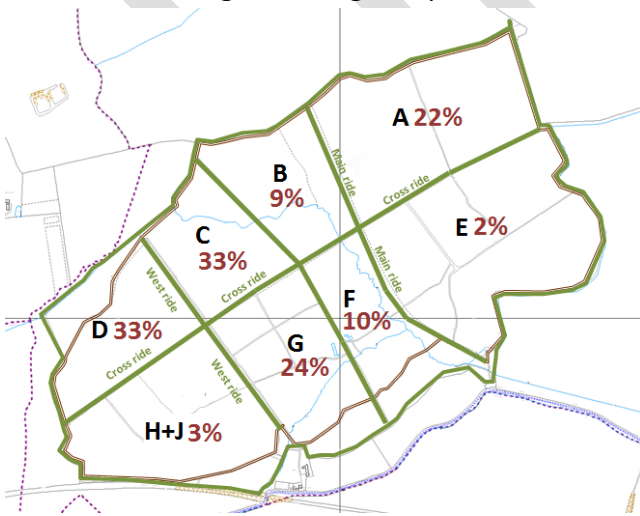 A 22%
Main ride
B
9%
Cross ride
C
33%
E 2%
West ride
Cross ride
Main ride
F
10%
D 33%
G
24%
Cross ride
West ride
H+J 3%